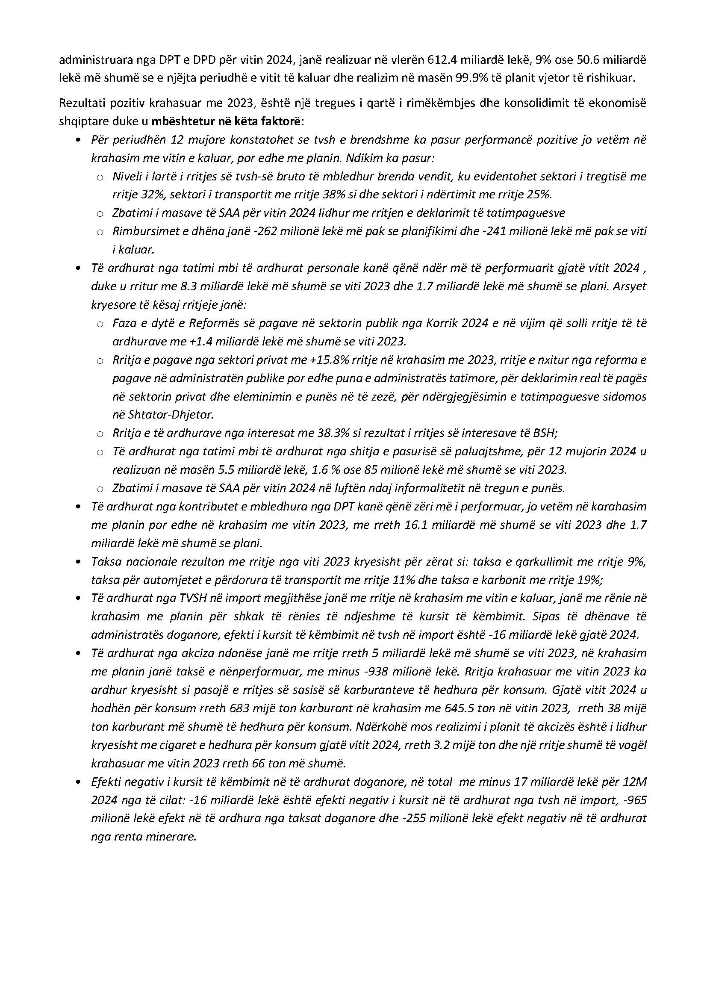 administruara nga DPT e DPD për vitin 2024, janë realizuar në vlerën 612.4 miliardë lekë, 9% ose 50.6 miliardë
lekë më shumë se e njëjta periudhë e vitit të kaluar dhe realizim në masën 99.9% të planit vjetor të rishikuar.
Rezultati pozitiv krahasuar me 2023, është një tregues i qartë i rimëkëmbjes dhe konsolidimit të ekonomisë
shqiptare duke u mbështetur në këta faktorë:
• Për periudhën 12 mujore konstatohet se tvsh e brendshme ka pasur performancë pozitive jo vetëm në
krahasim me vitin e kaluar, por edhe me planin. Ndikim ka pasur:
o Niveli i lartë i rritjes së tvsh-së bruto të mbledhur brenda vendit, ku evidentohet sektori i tregtisë me
rritje 32%, sektori i transportit me rritje 38% si dhe sektori i ndërtimit me rritje 25%.
o Zbatimi i masave të SAA për vitin 2024 lidhur me rritjen e deklarimit të tatimpaguesve
o Rimbursimet e dhëna janë -262 milionë lekë më pak se planifikimi dhe -241 milionë lekë më pak se viti
i kaluar.
• Të ardhurat nga tatimi mbi të ardhurat personale kanë qënë ndër më të performuarit gjatë vitit 2024 ,
duke u rritur me 8.3 miliardë lekë më shumë se viti 2023 dhe 1.7 miliardë lekë më shumë se plani. Arsyet
kryesore të kësaj rritjeje janë:
o Faza e dytë e Reformës së pagave në sektorin publik nga Korrik 2024 e në vijim që solli rritje të të
ardhurave me +1.4 miliardë lekë më shumë se viti 2023.
o Rritja e pagave nga sektori privat me +15.8% rritje në krahasim me 2023, rritje e nxitur nga reforma e
pagave në administratën publike por edhe puna e administratës tatimore, për deklarimin real të pagës
në sektorin privat dhe eleminimin e punës në të zezë, për ndërgjegjësimin e tatimpaguesve sidomos
në Shtator-Dhjetor.
o Rritja e të ardhurave nga interesat me 38.3% si rezultat i rritjes së interesave të BSH;
o Të ardhurat nga tatimi mbi të ardhurat nga shitja e pasurisë së paluajtshme, për 12 mujorin 2024 u
realizuan në masën 5.5 miliardë lekë, 1.6 % ose 85 milionë lekë më shumë se viti 2023.
o Zbatimi i masave të SAA për vitin 2024 në luftën ndaj informalitetit në tregun e punës.
• Të ardhurat nga kontributet e mbledhura nga DPT kanë qënë zëri më i performuar, jo vetëm në karahasim
me planin por edhe në krahasim me vitin 2023, me rreth 16.1 miliardë më shumë se viti 2023 dhe 1.7
miliardë lekë më shumë se plani.
• Taksa nacionale rezulton me rritje nga viti 2023 kryesisht për zërat si: taksa e qarkullimit me rritje 9%,
taksa për automjetet e përdorura të transportit me rritje 11% dhe taksa e karbonit me rritje 19%;
• Të ardhurat nga TVSH në import megjithëse janë me rritje në krahasim me vitin e kaluar, janë me rënie në
krahasim me planin për shkak të rënies të ndjeshme të kursit të këmbimit. Sipas të dhënave të
administratës doganore, efekti i kursit të këmbimit në tvsh në import është -16 miliardë lekë gjatë 2024.
• Të ardhurat nga akciza ndonëse janë me rritje rreth 5 miliardë lekë më shumë se viti 2023, në krahasim
me planin janë taksë e nënperformuar, me minus -938 milionë lekë. Rritja krahasuar me vitin 2023 ka
ardhur kryesisht si pasojë e rritjes së sasisë së karburanteve të hedhura për konsum. Gjatë vitit 2024 u
hodhën për konsum rreth 683 mijë ton karburant në krahasim me 645.5 ton në vitin 2023, rreth 38 mijë
ton karburant më shumë të hedhura për konsum. Ndërkohë mos realizimi i planit të akcizës është i lidhur
kryesisht me cigaret e hedhura për konsum gjatë vitit 2024, rreth 3.2 mijë ton dhe një rritje shumë të vogël
krahasuar me vitin 2023 rreth 66 ton më shumë.
• Efekti negativ i kursit të këmbimit në të ardhurat doganore, në total me minus 17 miliardë lekë për 12M
2024 nga të cilat: -16 miliardë lekë është efekti negativ i kursit në të ardhurat nga tvsh në import, -965
milionë lekë efekt në të ardhura nga taksat doganore dhe -255 milionë lekë efekt negativ në të ardhurat
nga renta minerare.